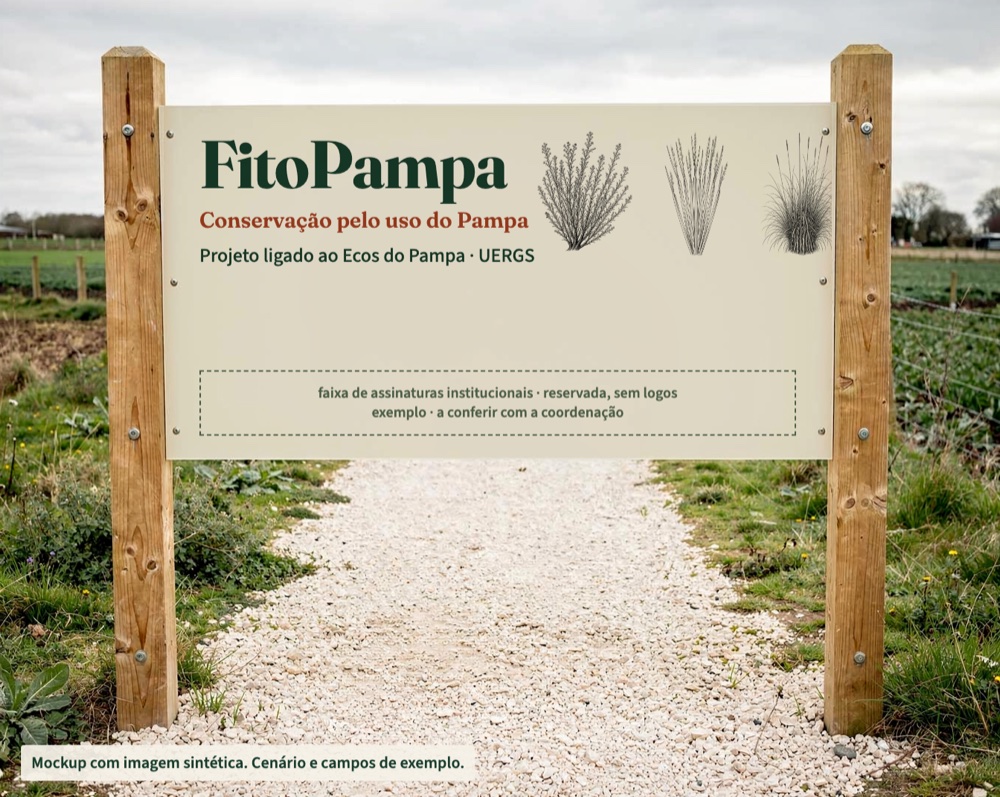 FitoPampa
Conservação pelo uso do Pampa
Projeto ligado ao Ecos do Pampa · UERGS
faixa de assinaturas institucionais · reservada, sem logos
exemplo · a conferir com a coordenação
Mockup com imagem sintética. Cenário e campos de exemplo.